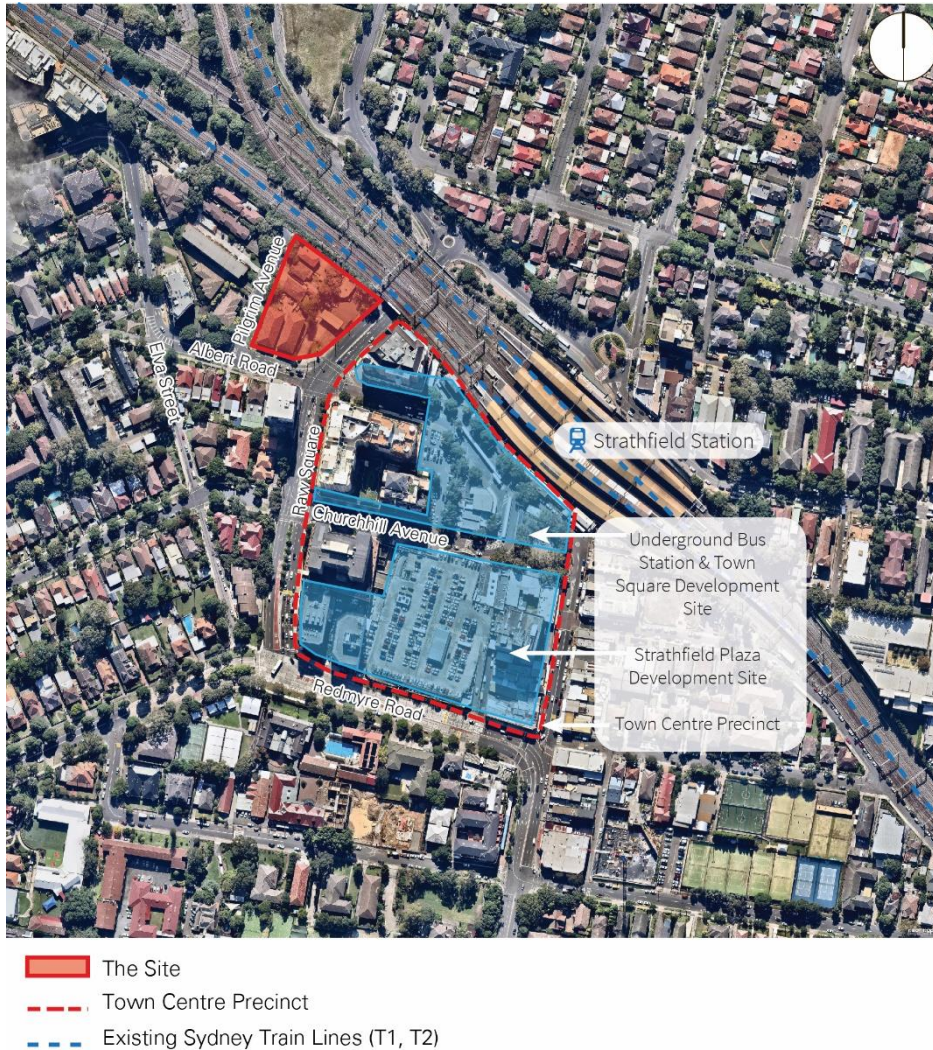 Pilgrim Avenue
Albert Road
Elva Street
Raw Square
Strathfield Station
Churchhill Avenue
Underground Bus
Station & Town
Square Development
Site
Strathfield Plaza
Development Site
Redmyre Road
Town Centre Precinct
The Site
Town Centre Precinct
Existing Sydney Train Lines (T1, T2)